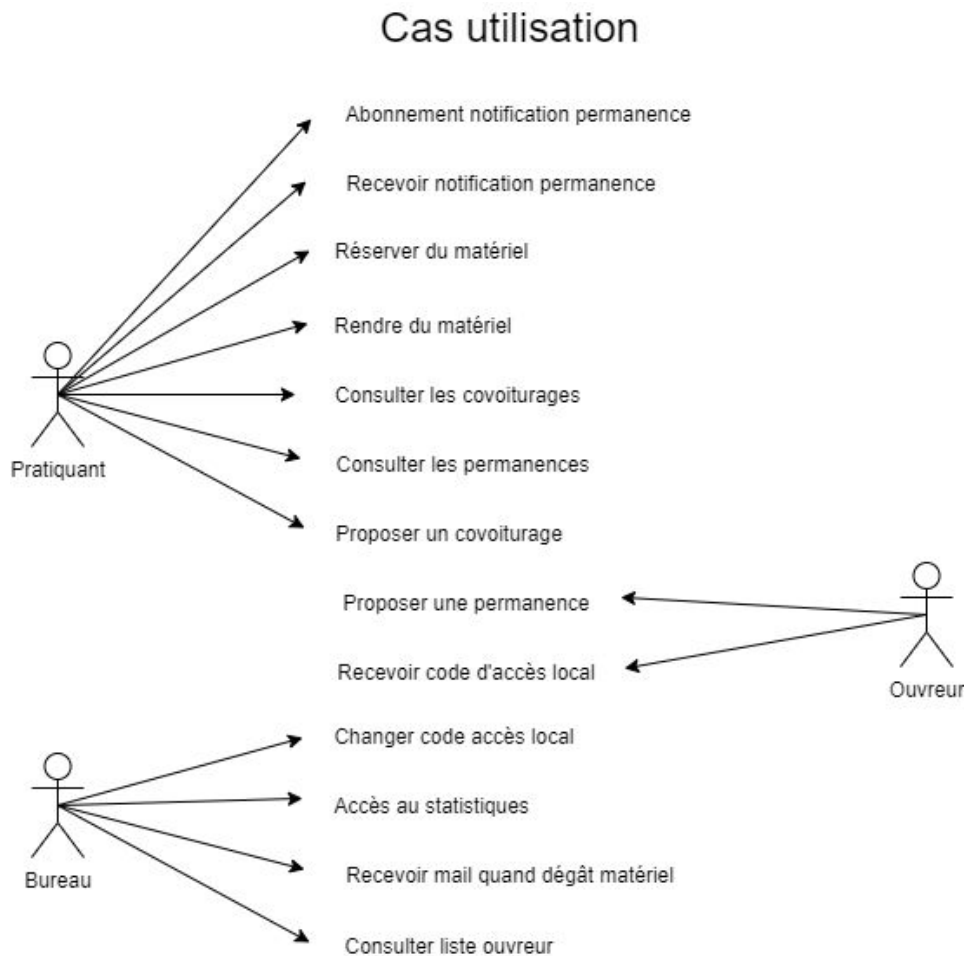 Cas utilisation
Abonnement notification permanence
Recevoir notification permanence
Réserver du matériel
Rendre du matériel
Consulter les covoiturages
Pratiquant
Consulter les permanences
Proposer un covoiturage
Proposer une permanence
Recevoir code d'accès local
Ouvreur
Changer code accès local
Accès au statistiques
Bureau
Recevoir mail quand dégât matériel
Consulter liste ouvreur